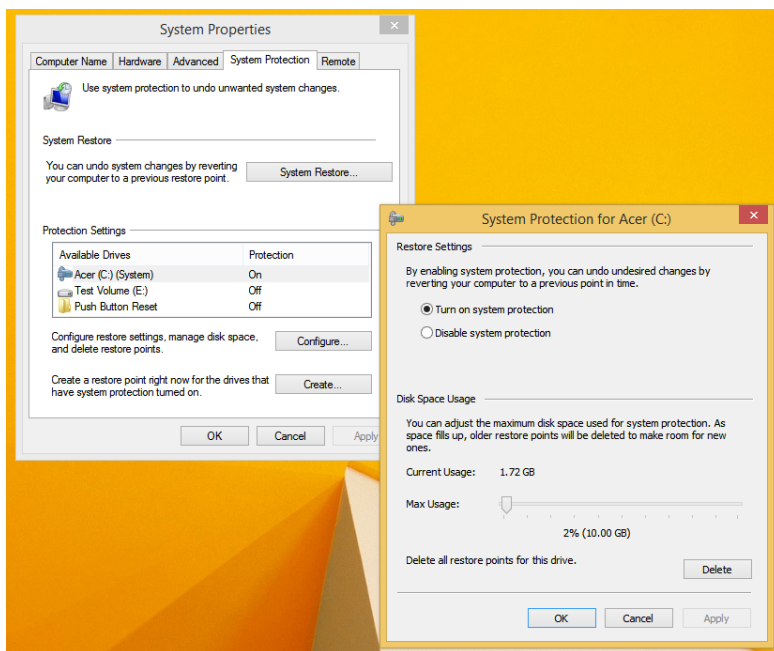 System Properties
Computer Name Hardware Advanced System Protection Remote
Use system protection to undo unwanted system changes.
System Restore
You can undo system changes by reverting
your computer to a previous restore point.
System Restore...
Protection Settings
Available Drives Protection
Acer (C:) (System) On
Test Volume (E:) Off
Push Button Reset Off
Configure restore settings, manage disk space,
and delete restore points.
Configure...
Create a restore point right now for the drives that
have system protection turned on.
Create...
OK Cancel Apply
System Protection for Acer (C:)
Restore Settings
By enabling system protection, you can undo undesired changes by
reverting your computer to a previous point in time.
Turn on system protection
Disable system protection
Disk Space Usage
You can adjust the maximum disk space used for system protection. As
space fills up, older restore points will be deleted to make room for new
ones.
Current Usage: 1.72 GB
Max Usage:
2% (10.00 GB)
Delete all restore points for this drive.
Delete
OK Cancel Apply